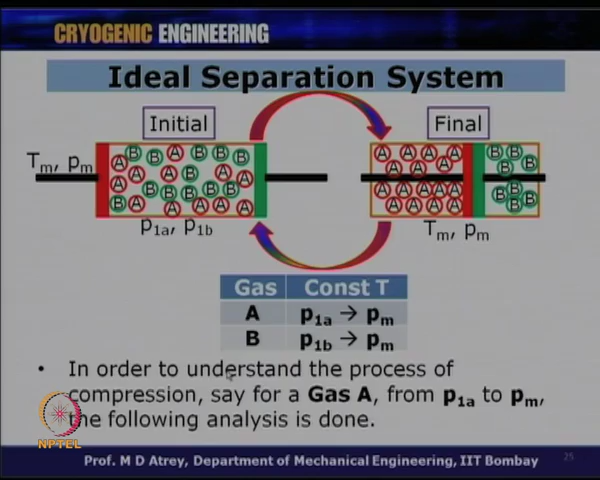 CRYOGENIC ENGINEERING
Ideal Separation System
Initial
Final
Tm, pm
p1a, p1b
Tm, pm
Gas Const T
A p1a → pm
B p1b → pm
• In order to understand the process of
compression, say for a Gas A, from p1a to pm,
the following analysis is done.
NPTEL
Prof. M D Atrey, Department of Mechanical Engineering, IIT Bombay
25